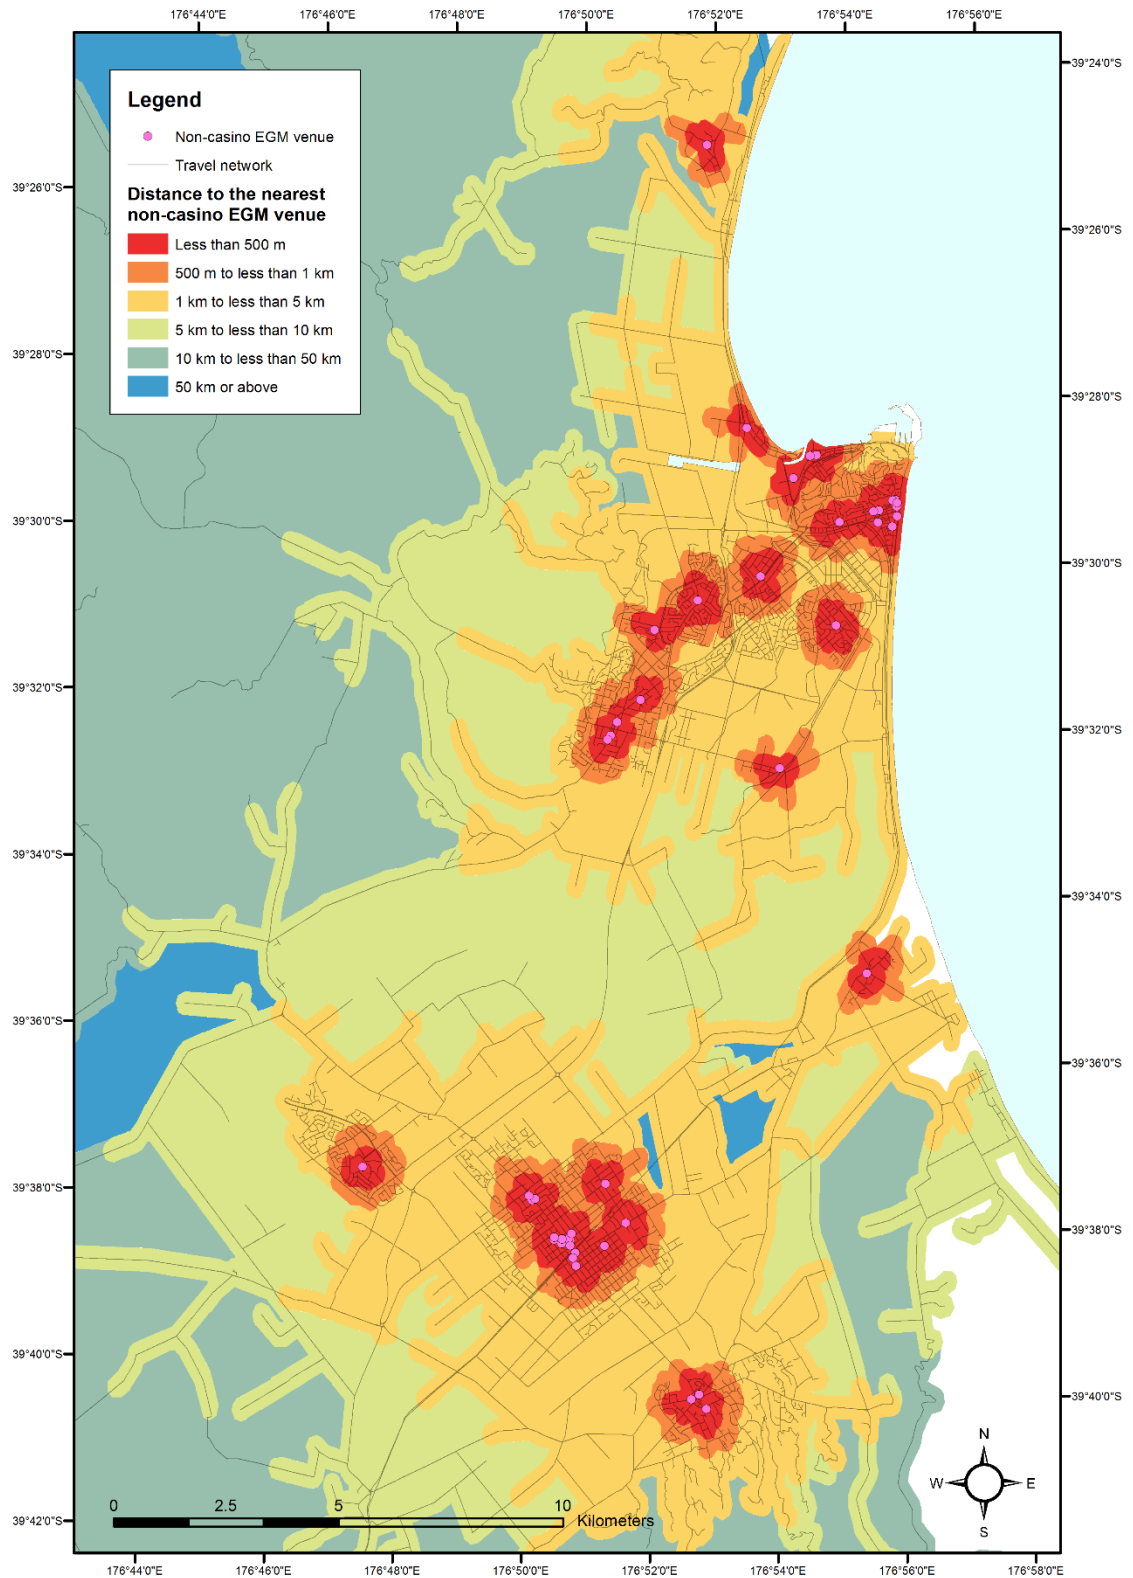 176°44'0"E 176°46'0"E 176°48'0"E 176°50'0"E 176°52'0"E 176°54'0"E 176°56'0"E
Legend
Non-casino EGM venue
Travel network
Distance to the nearest
non-casino EGM venue
Less than 500 m
500 m to less than 1 km
1 km to less than 5 km
5 km to less than 10 km
10 km to less than 50 km
50 km or above
39°26'0"S
39°28'0"S
39°30'0"S
39°32'0"S
39°34'0"S
39°36'0"S
39°38'0"S
39°40'0"S
39°42'0"S
39°24'0"S
39°26'0"S
39°28'0"S
39°30'0"S
39°32'0"S
39°34'0"S
39°36'0"S
39°38'0"S
39°40'0"S
N
W E
S
0 2.5 5 10
Kilometers
176°44'0"E 176°46'0"E 176°48'0"E 176°50'0"E 176°52'0"E 176°54'0"E 176°56'0"E 176°58'0"E